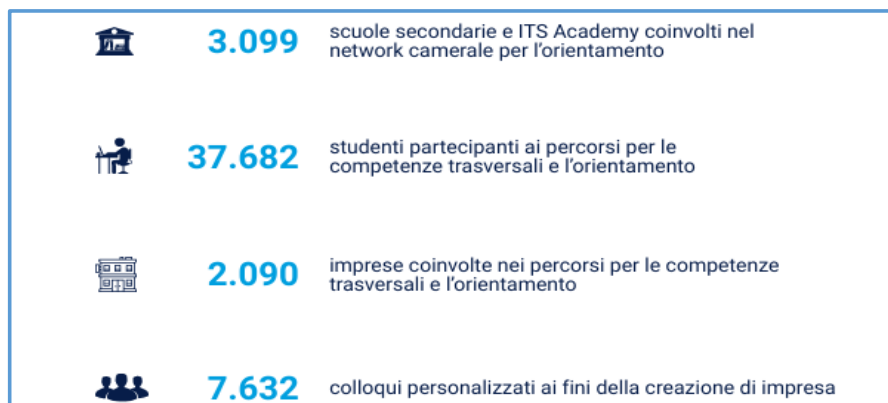 3.099
scuole secondarie e ITS Academy coinvolti nel
network camerale per l'orientamento
37.682
studenti partecipanti ai percorsi per le
competenze trasversali e l'orientamento
2.090
imprese coinvolte nei percorsi per le competenze
trasversali e l'orientamento
7.632
colloqui personalizzati ai fini della creazione di impresa